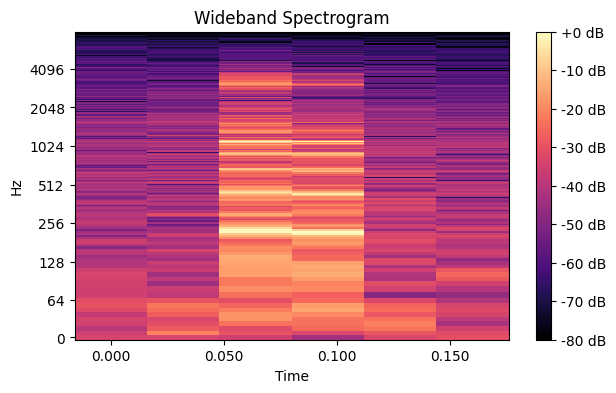 Wideband Spectrogram
Hz
4096
2048
1024
512
256
128
64
0
0.000 0.050 0.100 0.150
Time
+0 dB
-10 dB
-20 dB
-30 dB
-40 dB
-50 dB
-60 dB
-70 dB
-80 dB